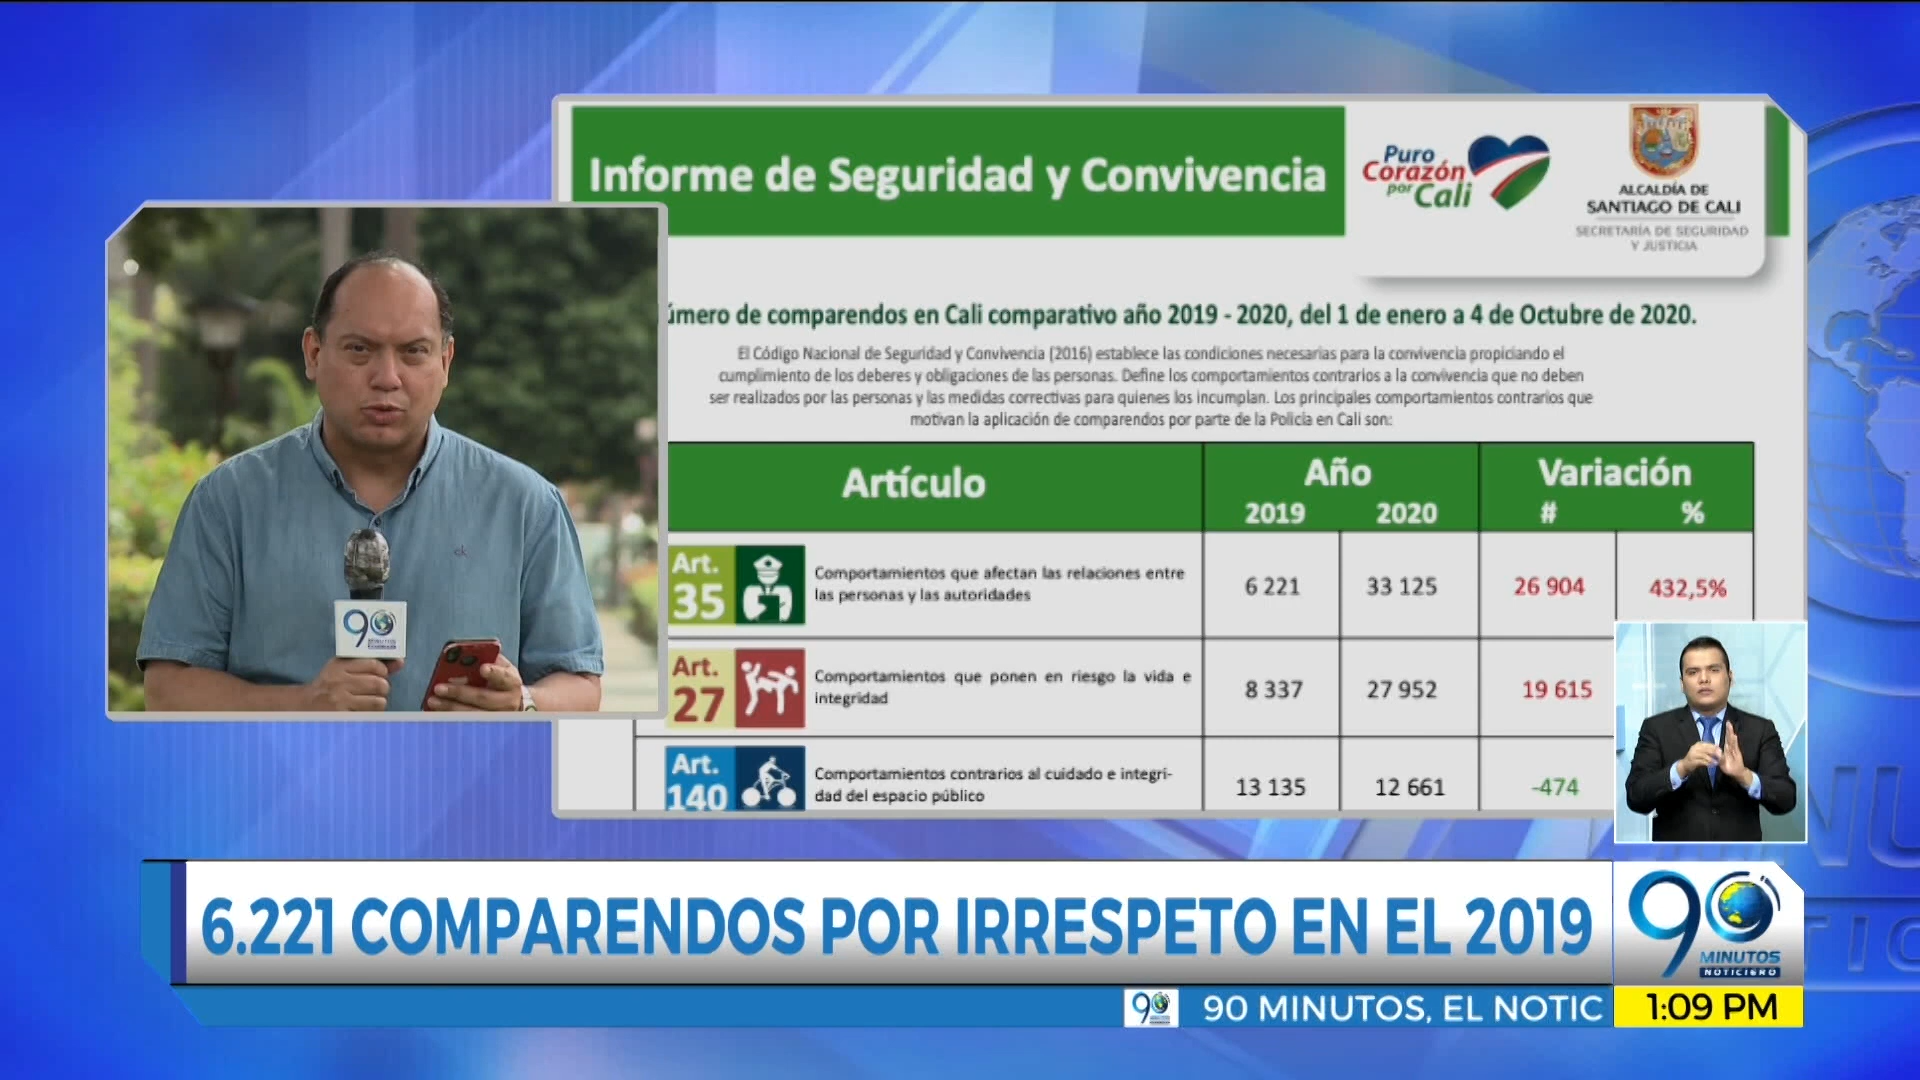 Informe de Seguridad y Convivencia
Puro
Corazón
por Cali
ALCALDÍA DE
SANTIAGO DE CALI
SECRETARÍA DE SEGURIDAD
Y JUSTICIA
úmero de comparendos en Cali comparativo año 2019 - 2020, del 1 de enero a 4 de Octubre de 2020.
El Código Nacional de Seguridad y Convivencia (2016) establece las condiciones necesarias para la convivencia propiciando el
cumplimiento de los deberes y obligaciones de las personas. Define los comportamientos contrarios a la convivencia que no deben
ser realizados por las personas y las medidas correctivas para quienes los incumplan. Los principales comportamientos contrarios que
motivan la aplicación de comparendos por parte de la Policía en Cali son:
Artículo Año Variación
2019 2020 # %
Art. 35 Comportamientos que afectan las relaciones entre
las personas y las autoridades
6 221 33 125 26 904 432,5%
Art. 27 Comportamientos que ponen en riesgo la vida e
integridad
8 337 27 952 19 615
Art. 140 Comportamientos contrarios al cuidado e integri-
dad del espacio público
13 135 12 661 -474
ck
90
MINUTOS
6.221 COMPARENDOS POR IRRESPETO EN EL 2019
90
MINUTOS
NOTICIERO
90 90 MINUTOS, EL NOTIC
1:09 PM